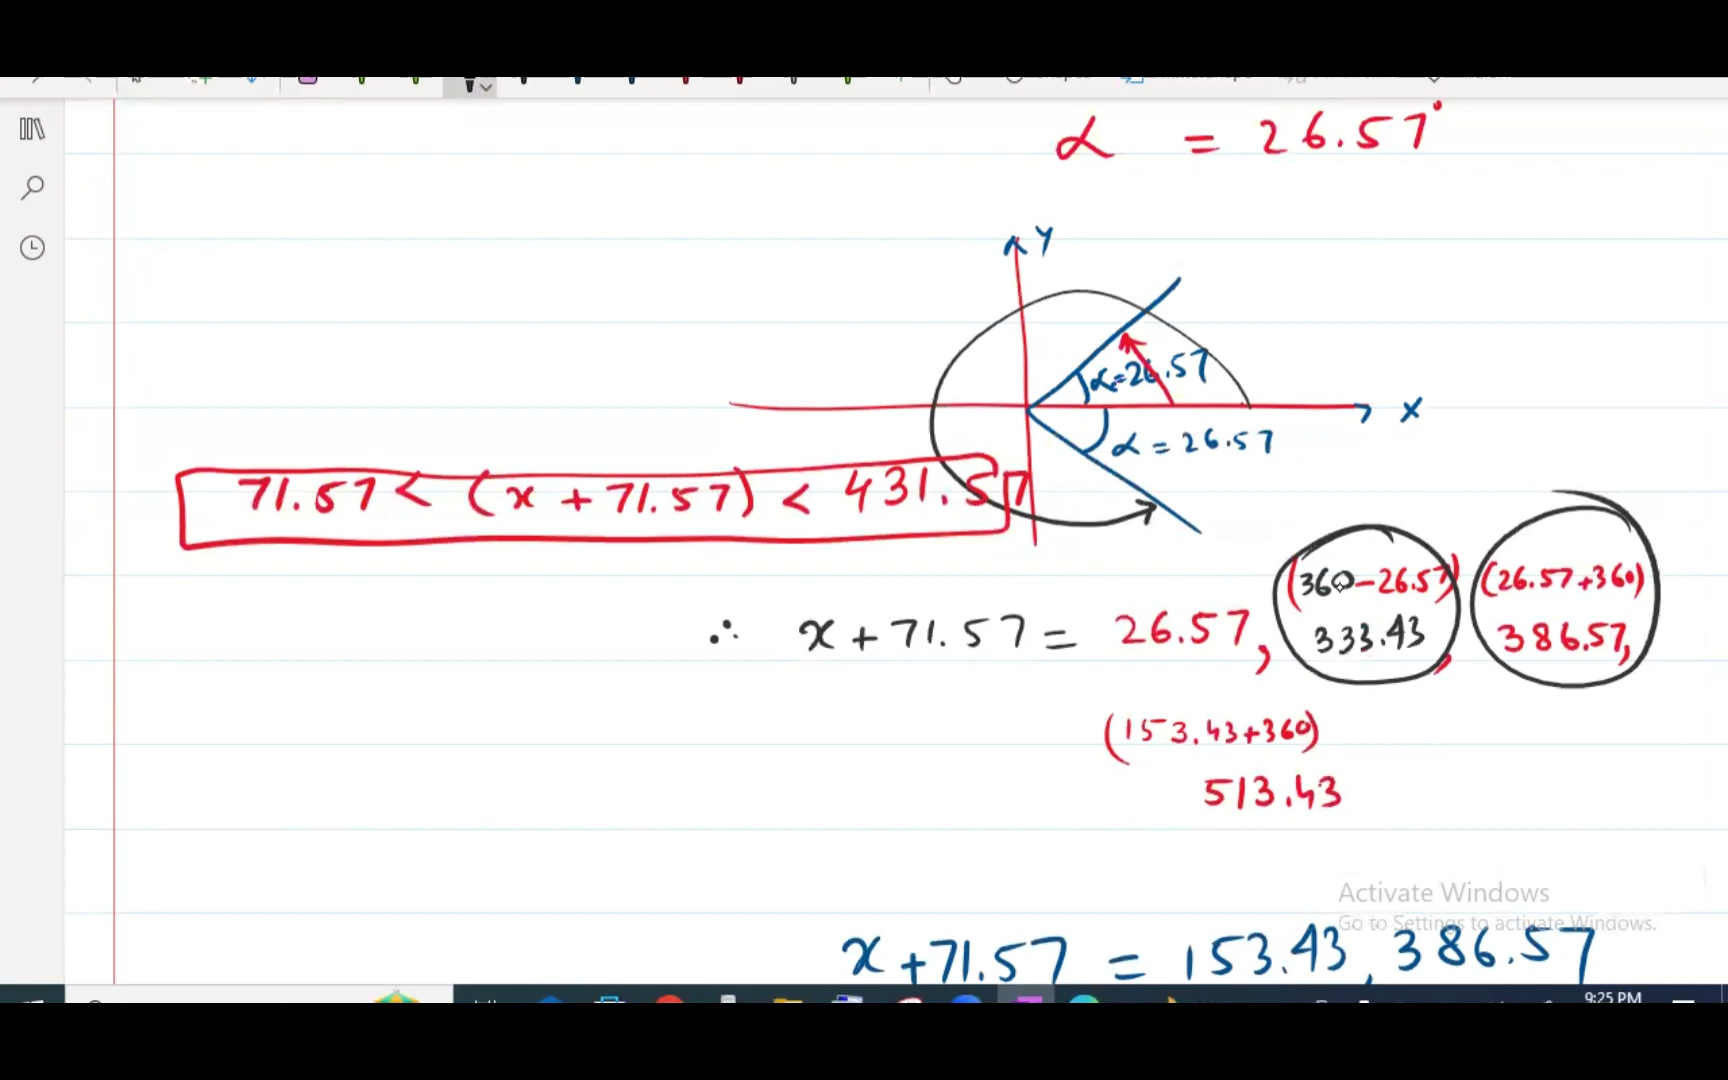 α = 26.57°
Y
α=26.57
X
α = 26.57
71.57 < (x + 71.57) < 431.57
(360-26.57) (26.57+360)
∴ x + 71.57 = 26.57, 333.43, 386.57,
(153.43+360)
513.43
Activate Windows
Go to Settings to activate Windows.
x + 71.57 = 153.43, 386.57
9:25 PM